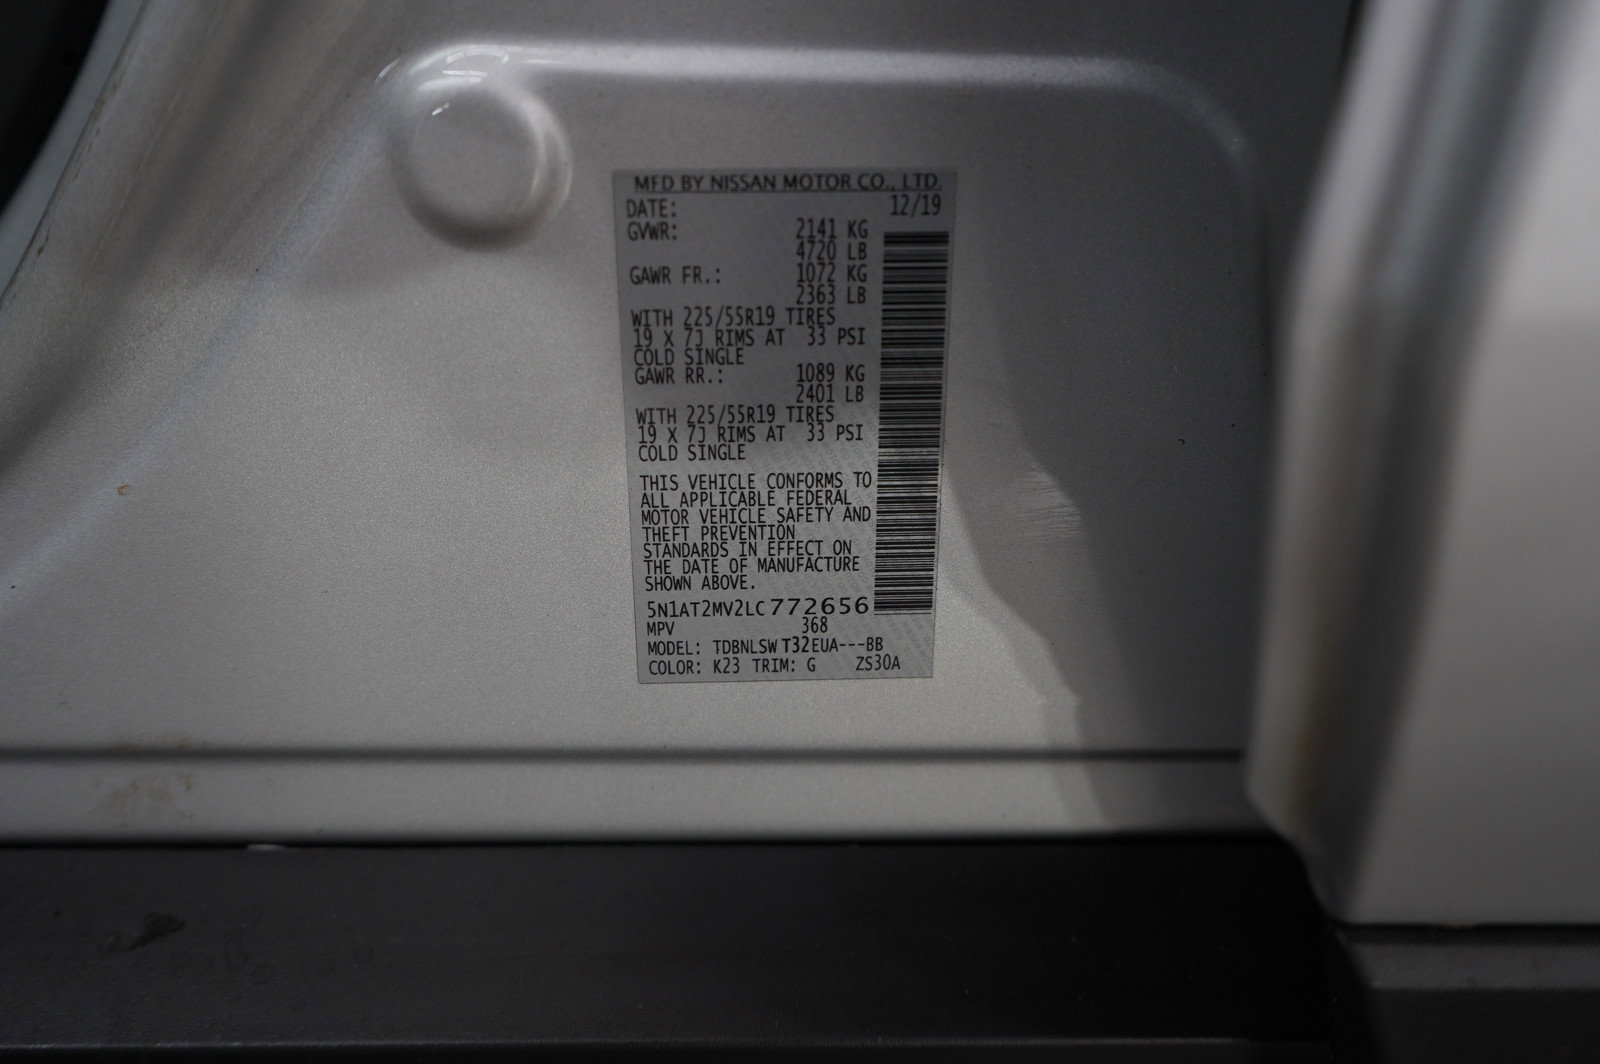 MFD BY NISSAN MOTOR CO., LTD.
DATE: 12/19
GVWR: 2141 KG
4720 LB
GAWR FR.: 1072 KG
2363 LB
WITH 225/55R19 TIRES
19 X 7J RIMS AT 33 PSI
COLD SINGLE
GAWR RR.: 1089 KG
2401 LB
WITH 225/55R19 TIRES
19 X 7J RIMS AT 33 PSI
COLD SINGLE
THIS VEHICLE CONFORMS TO
ALL APPLICABLE FEDERAL
MOTOR VEHICLE SAFETY AND
THEFT PREVENTION
STANDARDS IN EFFECT ON
THE DATE OF MANUFACTURE
SHOWN ABOVE.
5N1AT2MV2LC772656
MPV 368
MODEL: TDBNLSW T32EUA---BB
COLOR: K23 TRIM: G ZS30A